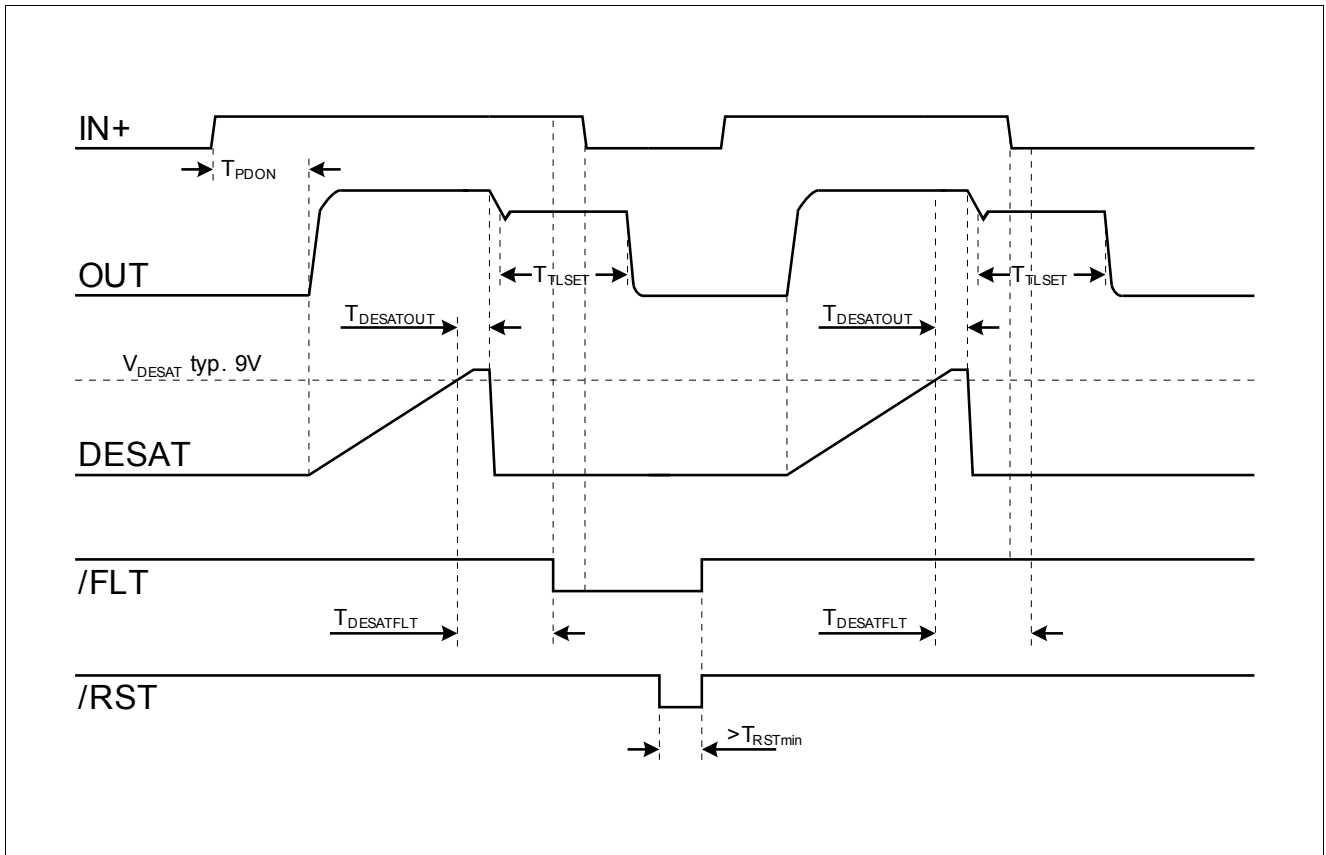 IN+
TPDON
OUT
TTLSET
TTLSET
TDESATOUT
TDESATOUT
VDESAT typ. 9V
DESAT
/FLT
TDESATFLT
TDESATFLT
/RST
>TRSTmin